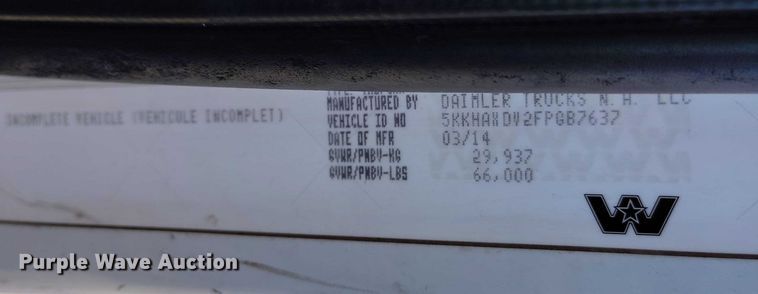 MANUFACTURED BY DAIMLER TRUCKS N.A. LLC
INCOMPLETE VEHICLE (VEHICULE INCOMPLET)
VEHICLE ID NO 5KKHAXDV2FPGB7637
DATE OF MFR 03/14
GVWR/PNBV-KG 29,937
GVWR/PNBV-LBS 66,000
Purple Wave Auction